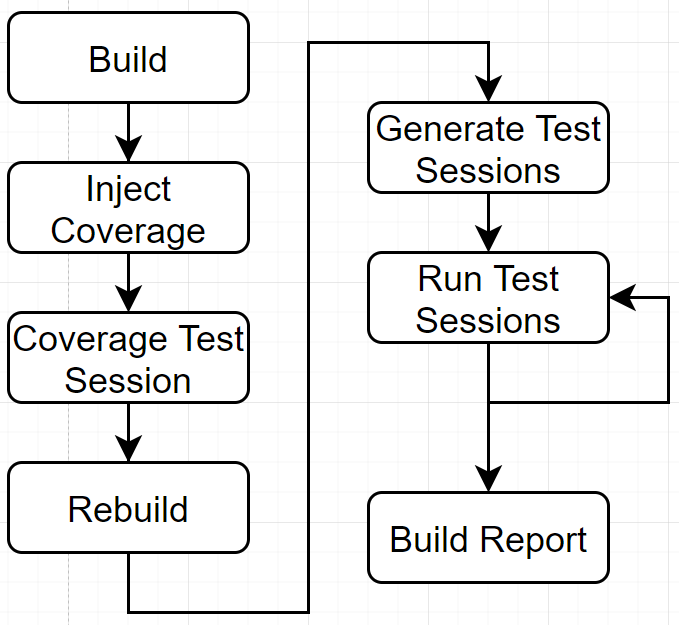 Build
Inject
Coverage
Coverage Test
Session
Rebuild
Generate Test
Sessions
Run Test
Sessions
Build Report